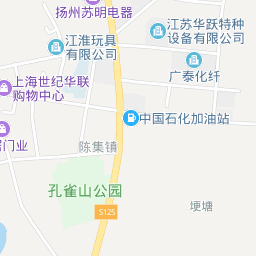 扬州苏明电器
江苏华跃特种
设备有限公司
江淮玩具
有限公司
广泰化纤
上海世纪华联
购物中心
中国石化加油站
门业
陈集镇
孔雀山公园
S125
埂塘